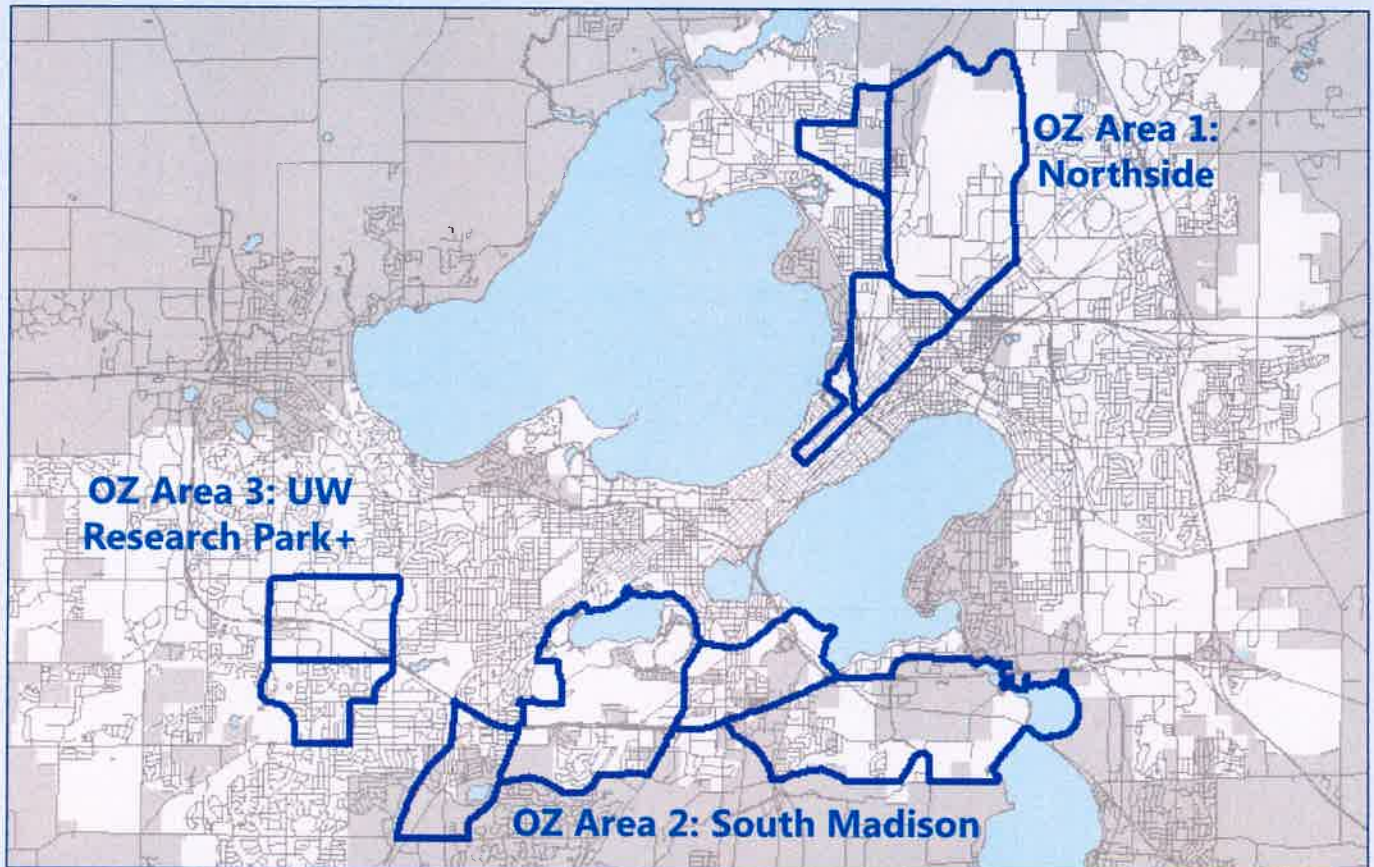 OZ Area 1:
Northside
OZ Area 3: UW
Research Park+
OZ Area 2: South Madison